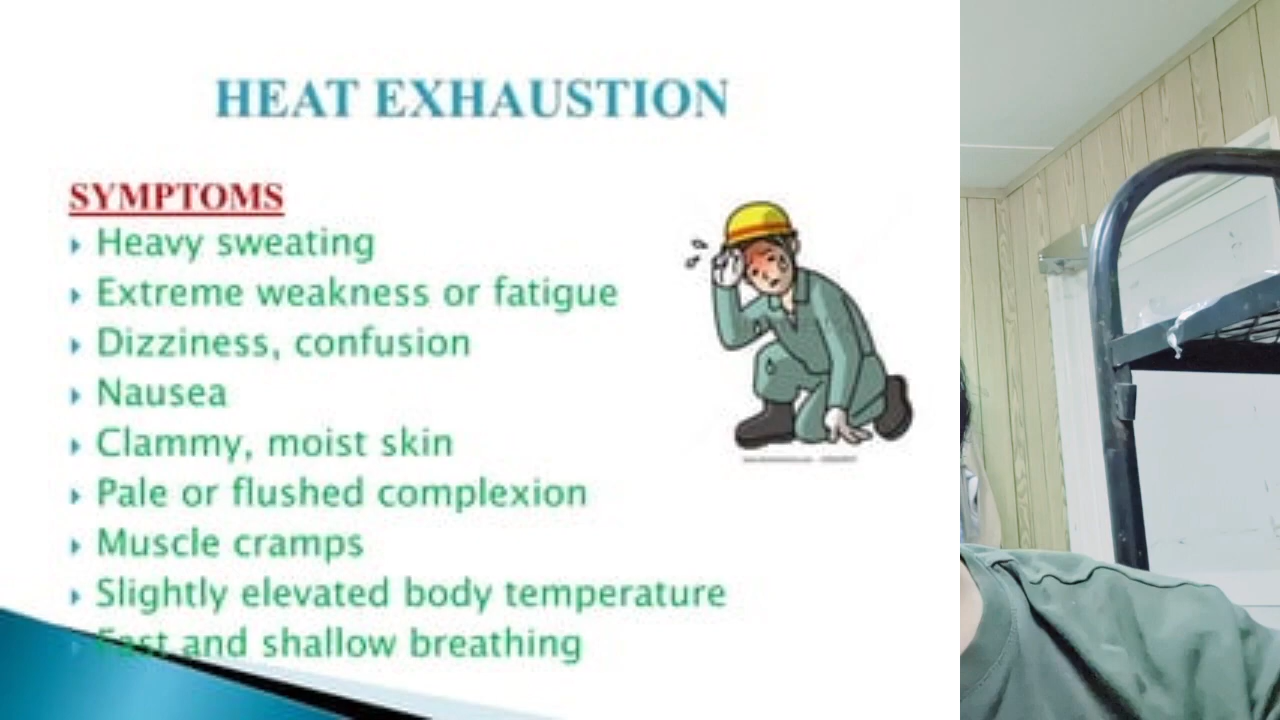 HEAT EXHAUSTION
SYMPTOMS
Heavy sweating
Extreme weakness or fatigue
Dizziness, confusion
Nausea
Clammy, moist skin
Pale or flushed complexion
Muscle cramps
Slightly elevated body temperature
Fast and shallow breathing